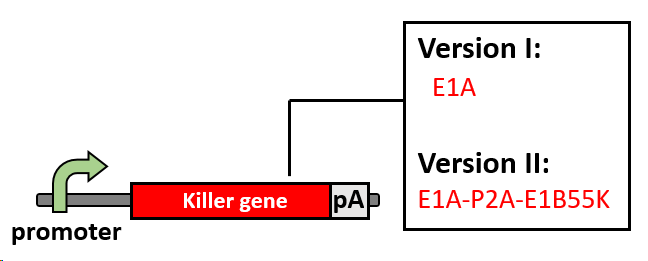 Version I:
E1A
Version II:
E1A-P2A-E1B55K
Killer gene
pA
promoter